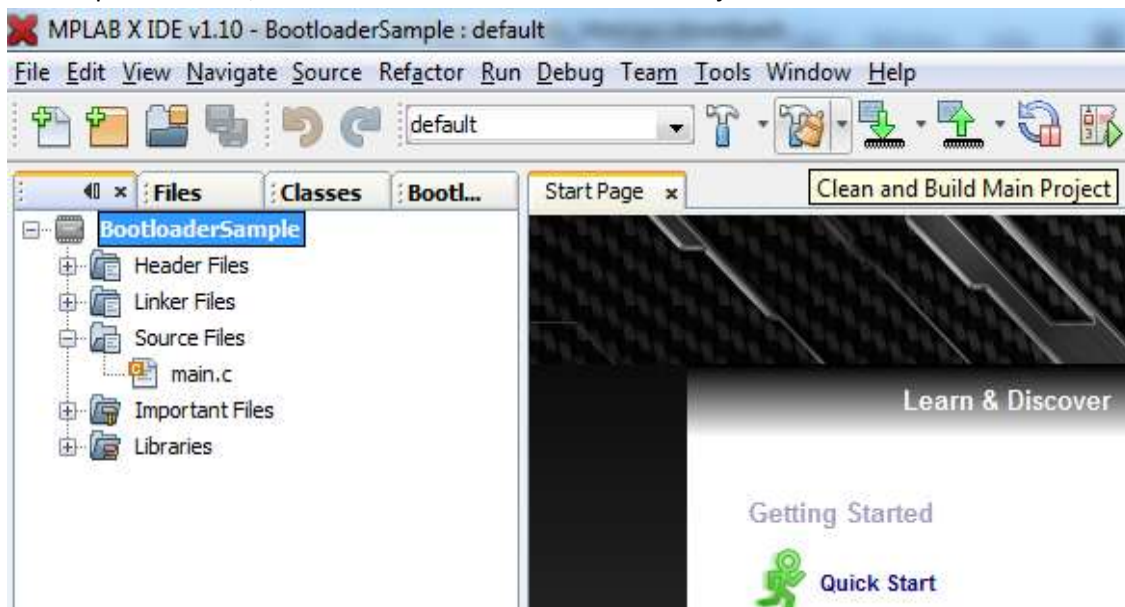 MPLAB X IDE v1.10 - BootloaderSample : default
File Edit View Navigate Source Refactor Run Debug Team Tools Window Help
default
Files Classes Bootl... Start Page Clean and Build Main Project
BootloaderSample
Header Files
Linker Files
Source Files
main.c
Important Files
Libraries
Learn & Discover
Getting Started
Quick Start